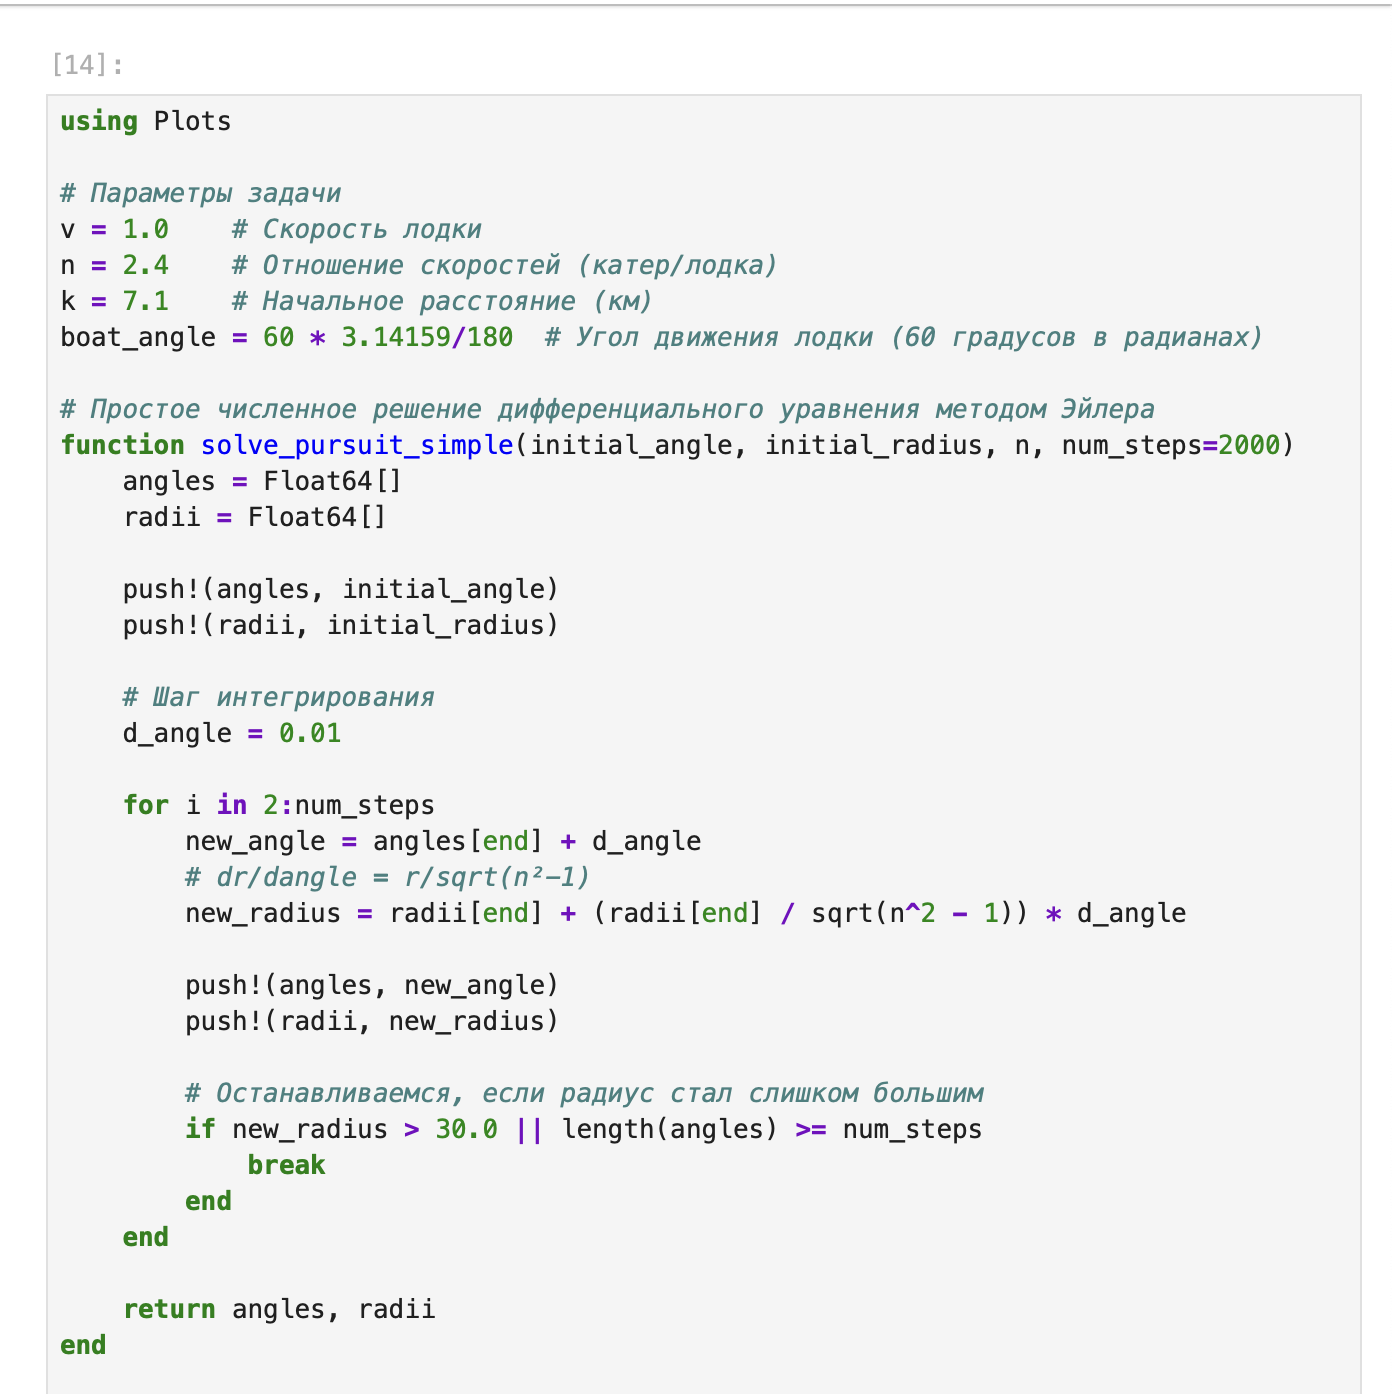 [14]:
using Plots
# Параметры задачи
v = 1.0    # Скорость лодки
n = 2.4    # Отношение скоростей (катер/лодка)
k = 7.1    # Начальное расстояние (км)
boat_angle = 60 * 3.14159/180  # Угол движения лодки (60 градусов в радианах)
# Простое численное решение дифференциального уравнения методом Эйлера
function solve_pursuit_simple(initial_angle, initial_radius, n, num_steps=2000)
    angles = Float64[]
    radii = Float64[]
    push!(angles, initial_angle)
    push!(radii, initial_radius)
    # Шаг интегрирования
    d_angle = 0.01
    for i in 2:num_steps
        new_angle = angles[end] + d_angle
        # dr/dangle = r/sqrt(n²−1)
        new_radius = radii[end] + (radii[end] / sqrt(n^2 - 1)) * d_angle
        push!(angles, new_angle)
        push!(radii, new_radius)
        # Останавливаемся, если радиус стал слишком большим
        if new_radius > 30.0 || length(angles) >= num_steps
            break
        end
    end
    return angles, radii
end